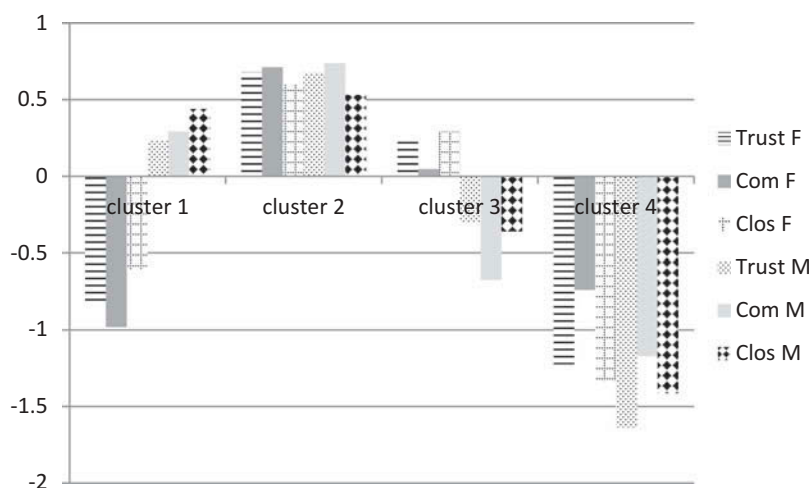 1
0.5
0
-0.5
-1
-1.5
-2
cluster 1
cluster 2
cluster 3
cluster 4
Trust F
Com F
Clos F
Trust M
Com M
Clos M